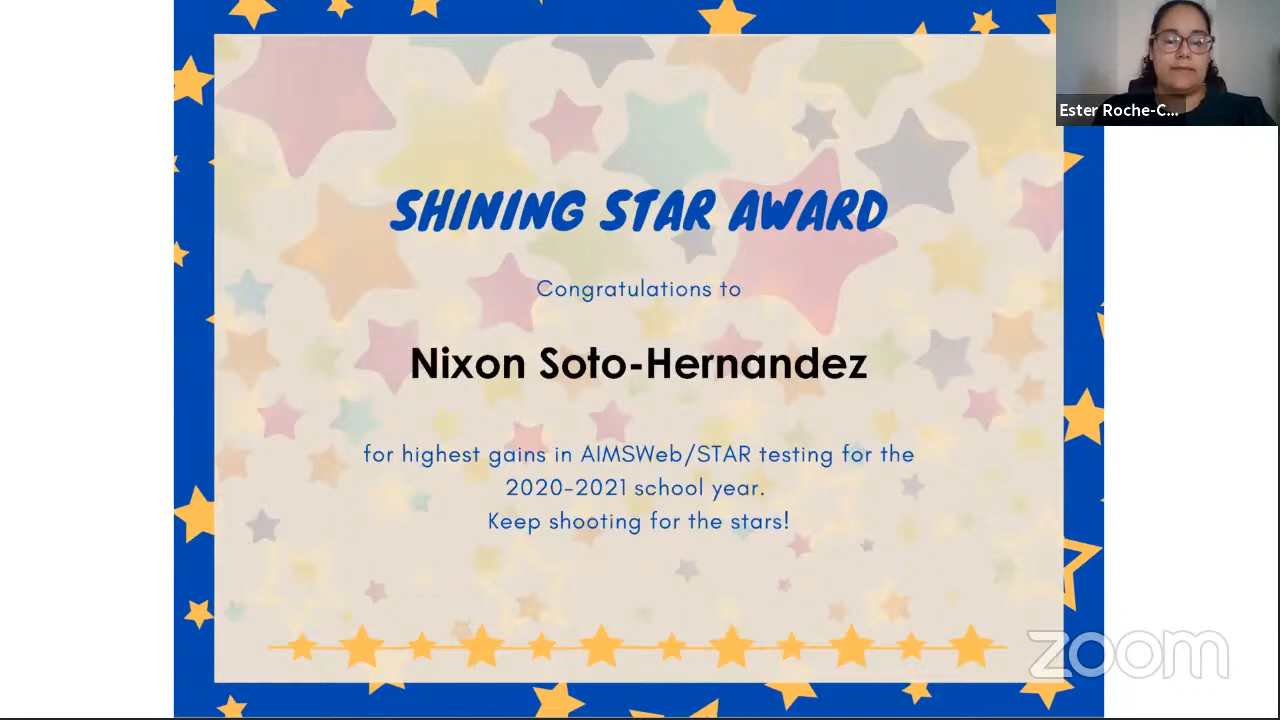 SHINING STAR AWARD
Ester Roche-C...
Congratulations to
Nixon Soto-Hernandez
for highest gains in AIMSWeb/STAR testing for the
2020-2021 school year.
Keep shooting for the stars!
zoom